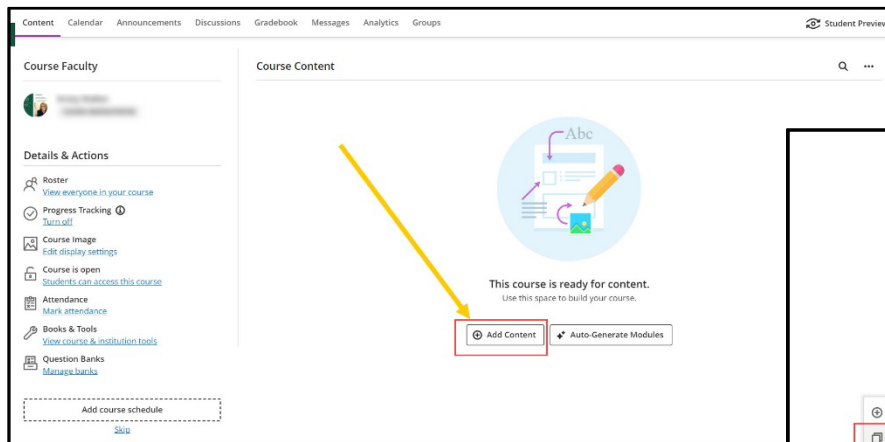 Content Calendar Announcements Discussions Gradebook Messages Analytics Groups Student Preview
Course Faculty
Course Content
Abc
Details & Actions
Roster
View everyone in your course
Progress Tracking
Turn off
Course Image
Edit display settings
Course is open
Students can access this course
Attendance
Mark attendance
Books & Tools
View course & institution tools
Question Banks
Manage banks
Add course schedule
Skip
This course is ready for content.
Use this space to build your course.
Add Content Auto-Generate Modules